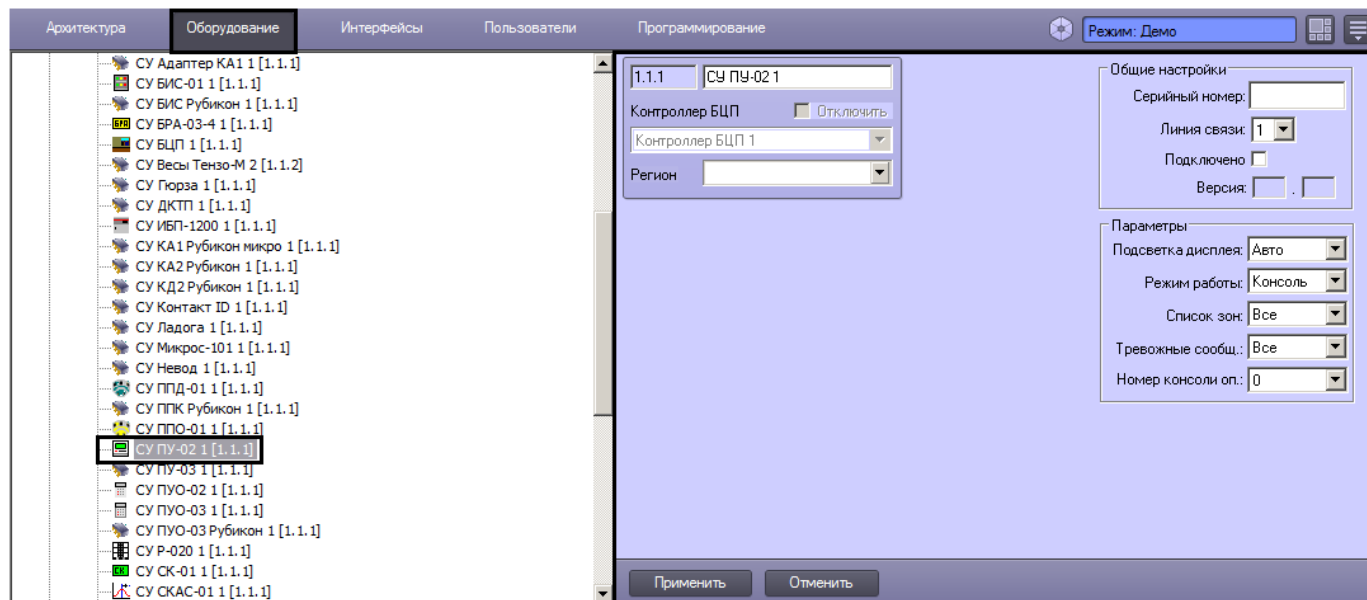 Архитектура Оборудование Интерфейсы Пользователи Программирование Режим: Демо
СУ Адаптер КА1 1 [1.1.1]
СУ БИС-01 1 [1.1.1]
СУ БИС Рубикон 1 [1.1.1]
БРА СУ БРА-03-4 1 [1.1.1]
СУ БЦП 1 [1.1.1]
СУ Весы Тензо-М 2 [1.1.2]
СУ Гюрза 1 [1.1.1]
СУ ДКТП 1 [1.1.1]
СУ ИБП-1200 1 [1.1.1]
СУ КА1 Рубикон микро 1 [1.1.1]
СУ КА2 Рубикон 1 [1.1.1]
СУ КД2 Рубикон 1 [1.1.1]
СУ Контакт ID 1 [1.1.1]
СУ Ладога 1 [1.1.1]
СУ Микрос-101 1 [1.1.1]
СУ Невод 1 [1.1.1]
СУ ППД-01 1 [1.1.1]
СУ ППК Рубикон 1 [1.1.1]
СУ ППО-01 1 [1.1.1]
СУ ПУ-02 1 [1.1.1]
СУ ПУ-03 1 [1.1.1]
СУ ПУО-02 1 [1.1.1]
СУ ПУО-03 1 [1.1.1]
СУ ПУО-03 Рубикон 1 [1.1.1]
СУ Р-020 1 [1.1.1]
СК СУ СК-01 1 [1.1.1]
СУ СКАС-01 1 [1.1.1]
1.1.1 СУ ПУ-02 1
Контроллер БЦП Отключить
Контроллер БЦП 1
Регион
Общие настройки
Серийный номер:
Линия связи: 1
Подключено
Версия: .
Параметры
Подсветка дисплея: Авто
Режим работы: Консоль
Список зон: Все
Тревожные сообщ.: Все
Номер консоли оп.: 0
Применить Отменить